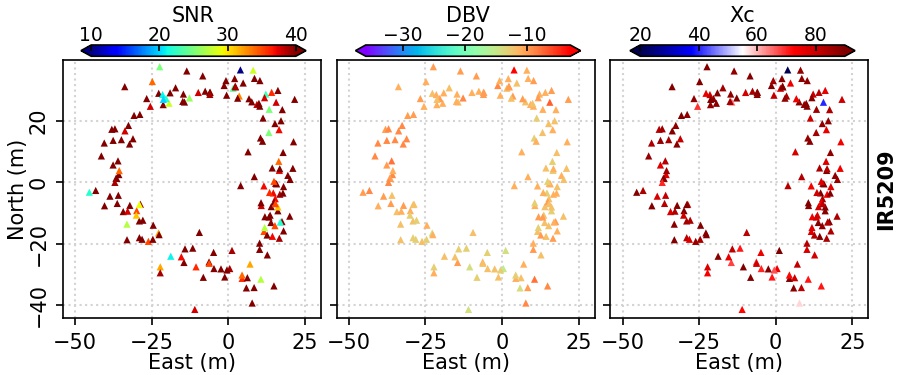 SNR DBV Xc
10 20 30 40 −30 −20 −10 20 40 60 80
20
0
−20
−40
North (m)
IR5209
−50 −25 0 25 −50 −25 0 25 −50 −25 0 25
East (m) East (m) East (m)